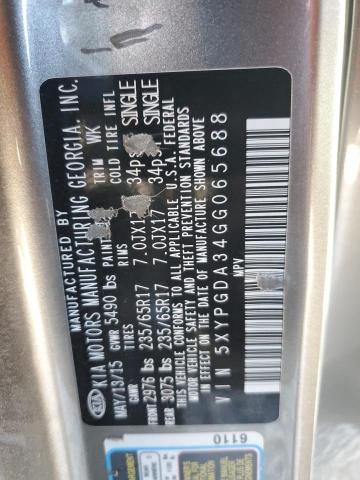 KIA
MANUFACTURED BY
KIA MOTORS MANUFACTURING GEORGIA, INC.
MAY/13/15 GVWR 5490 lbs PAINT TRIM WK
GAWR TIRES RIMS COLD TIRE INFL
FRONT 2976 lbs 235/65R17 7.0JX17 34psi SINGLE
REAR 3075 lbs 235/65R17 7.0JX17 34psi SINGLE
THIS VEHICLE CONFORMS TO ALL APPLICABLE U.S.A. FEDERAL
MOTOR VEHICLE SAFETY AND THEFT PREVENTION STANDARDS
IN EFFECT ON THE DATE OF MANUFACTURE SHOWN ABOVE
VIN 5XYPGDA34GG065688
MPV
6110